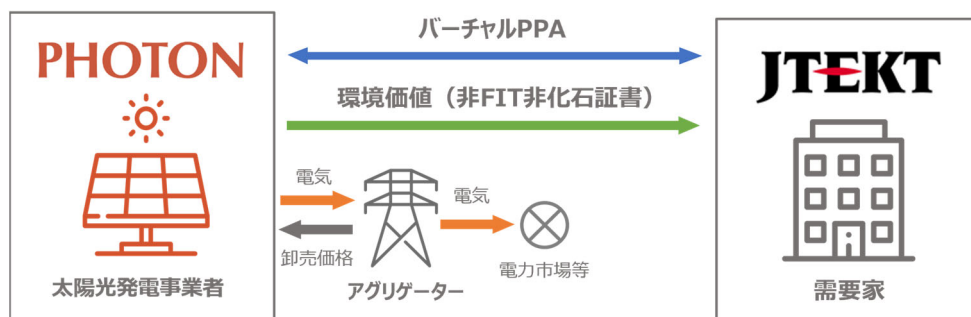 バーチャルPPA
PHOTON
JTEKT
環境価値（非FIT非化石証書）
電気
電気
卸売価格
電力市場等
太陽光発電事業者
アグリゲーター
需要家